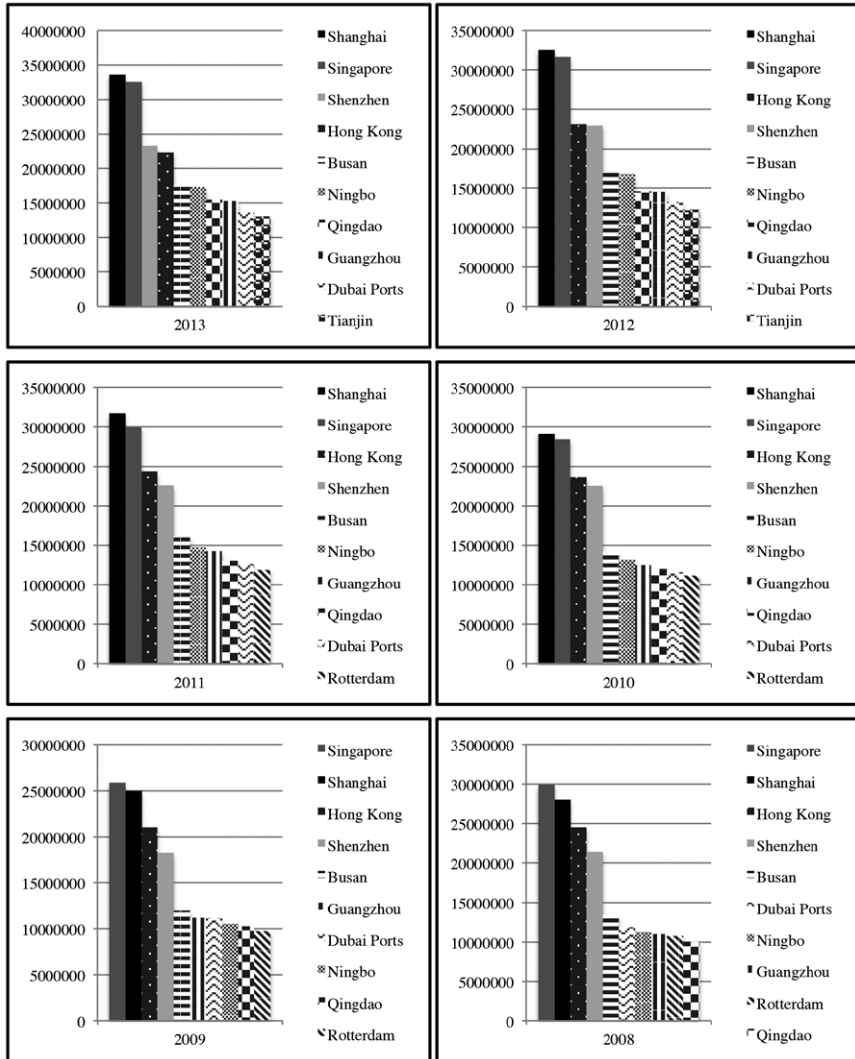 40000000
35000000
30000000
25000000
20000000
15000000
10000000
5000000
0
2013
Shanghai
Singapore
Shenzhen
Hong Kong
Busan
Ningbo
Qingdao
Guangzhou
Dubai Ports
Tianjin
35000000
30000000
25000000
20000000
15000000
10000000
5000000
0
2012
Shanghai
Singapore
Hong Kong
Shenzhen
Busan
Ningbo
Qingdao
Guangzhou
Dubai Ports
Tianjin
35000000
30000000
25000000
20000000
15000000
10000000
5000000
0
2011
Shanghai
Singapore
Hong Kong
Shenzhen
Busan
Ningbo
Guangzhou
Qingdao
Dubai Ports
Rotterdam
35000000
30000000
25000000
20000000
15000000
10000000
5000000
0
2010
Shanghai
Singapore
Hong Kong
Shenzhen
Busan
Ningbo
Guangzhou
Qingdao
Dubai Ports
Rotterdam
30000000
25000000
20000000
15000000
10000000
5000000
0
2009
Singapore
Shanghai
Hong Kong
Shenzhen
Busan
Guangzhou
Dubai Ports
Ningbo
Qingdao
Rotterdam
35000000
30000000
25000000
20000000
15000000
10000000
5000000
0
2008
Singapore
Shanghai
Hong Kong
Shenzhen
Busan
Dubai Ports
Ningbo
Guangzhou
Rotterdam
Qingdao